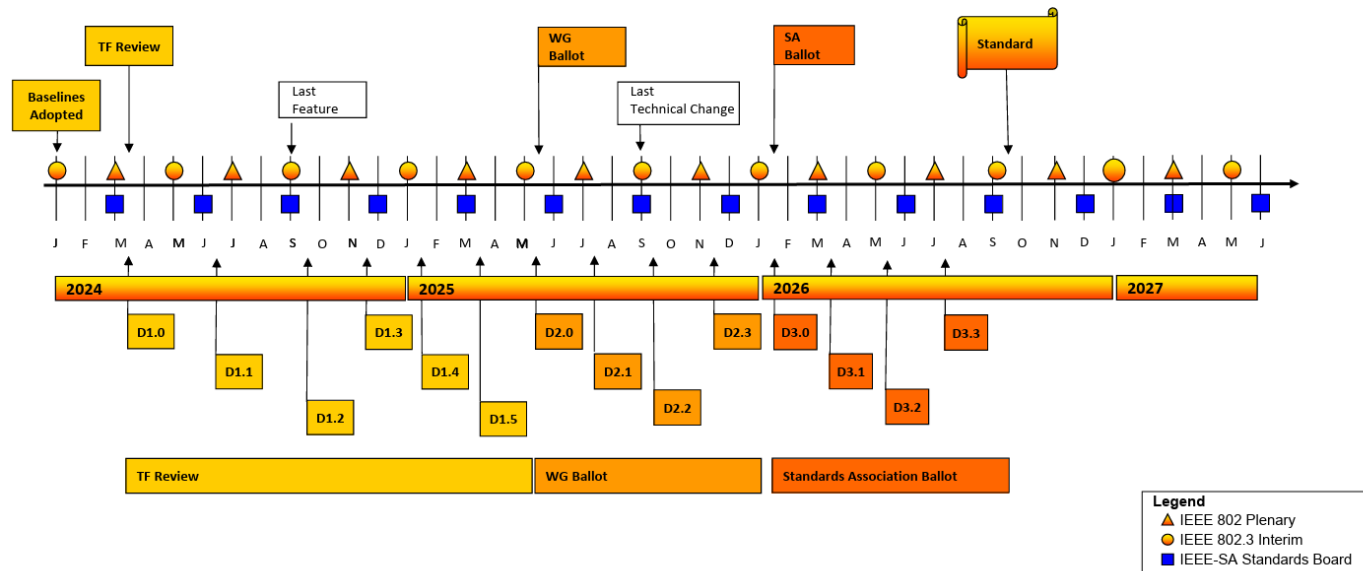 TF Review
WG
Ballot
SA
Ballot
Standard
Baselines
Adopted
Last
Feature
Last
Technical Change
J F M A M J J A S O N D J F M A M J J A S O N D J F M A M J J A S O N D J F M A M J
2024 2025 2026 2027
D1.0 D1.3 D2.0 D2.3 D3.0 D3.3
D1.1 D1.4 D2.1 D3.1
D1.2 D1.5 D2.2 D3.2
TF Review WG Ballot Standards Association Ballot
Legend
IEEE 802 Plenary
IEEE 802.3 Interim
IEEE-SA Standards Board